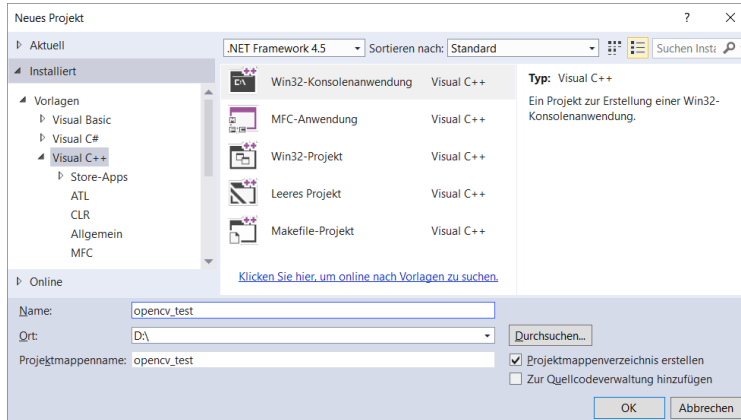 Neues Projekt
? 
Aktuell
.NET Framework 4.5
Sortieren nach: Standard
Suchen Insta
Installiert
Vorlagen
Visual Basic
Visual C#
Visual C++
Store-Apps
ATL
CLR
Allgemein
MFC
Online
Win32-Konsolenanwendung Visual C++
MFC-Anwendung Visual C++
Win32-Projekt Visual C++
Leeres Projekt Visual C++
Makefile-Projekt Visual C++
Klicken Sie hier, um online nach Vorlagen zu suchen.
Typ: Visual C++
Ein Projekt zur Erstellung einer Win32-
Konsolenanwendung.
Name: opencv_test
Ort: D:\
Durchsuchen...
Projektmappenname: opencv_test
Projektmappenverzeichnis erstellen
Zur Quellcodeverwaltung hinzufügen
OK Abbrechen